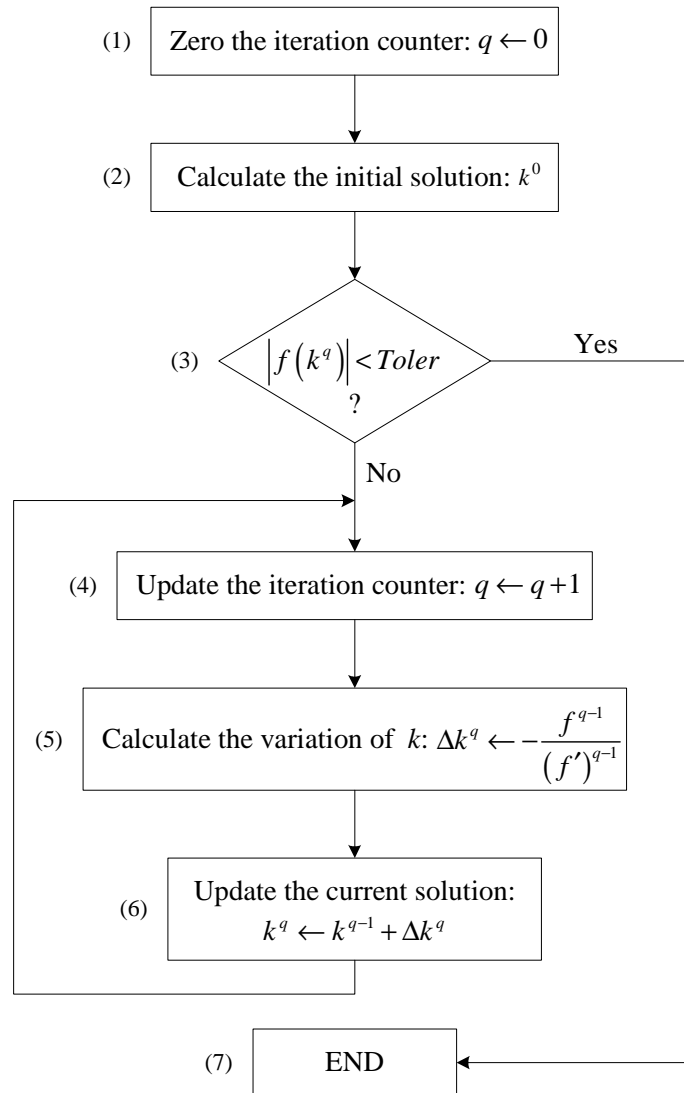 (1) Zero the iteration counter: q ← 0
(2) Calculate the initial solution: k⁰
(3) |f(k^q)| < Toler
?
Yes
No
(4) Update the iteration counter: q ← q+1
(5) Calculate the variation of k: Δk^q ← − f^{q−1} / (f′)^{q−1}
Update the current solution:
(6) k^q ← k^{q−1} + Δk^q
(7) END